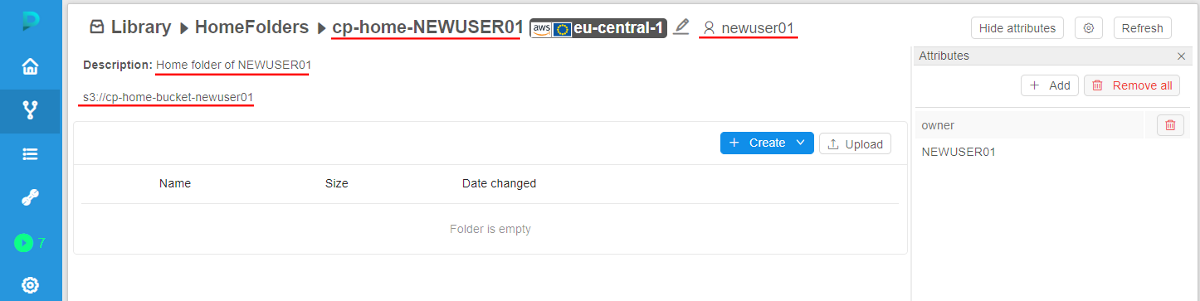 Library HomeFolders cp-home-NEWUSER01 aws eu-central-1 newuser01 Hide attributes Refresh
Description: Home folder of NEWUSER01
s3://cp-home-bucket-newuser01
+ Create Upload
Name Size Date changed
Folder is empty
Attributes ×
+ Add Remove all
owner
NEWUSER01
7